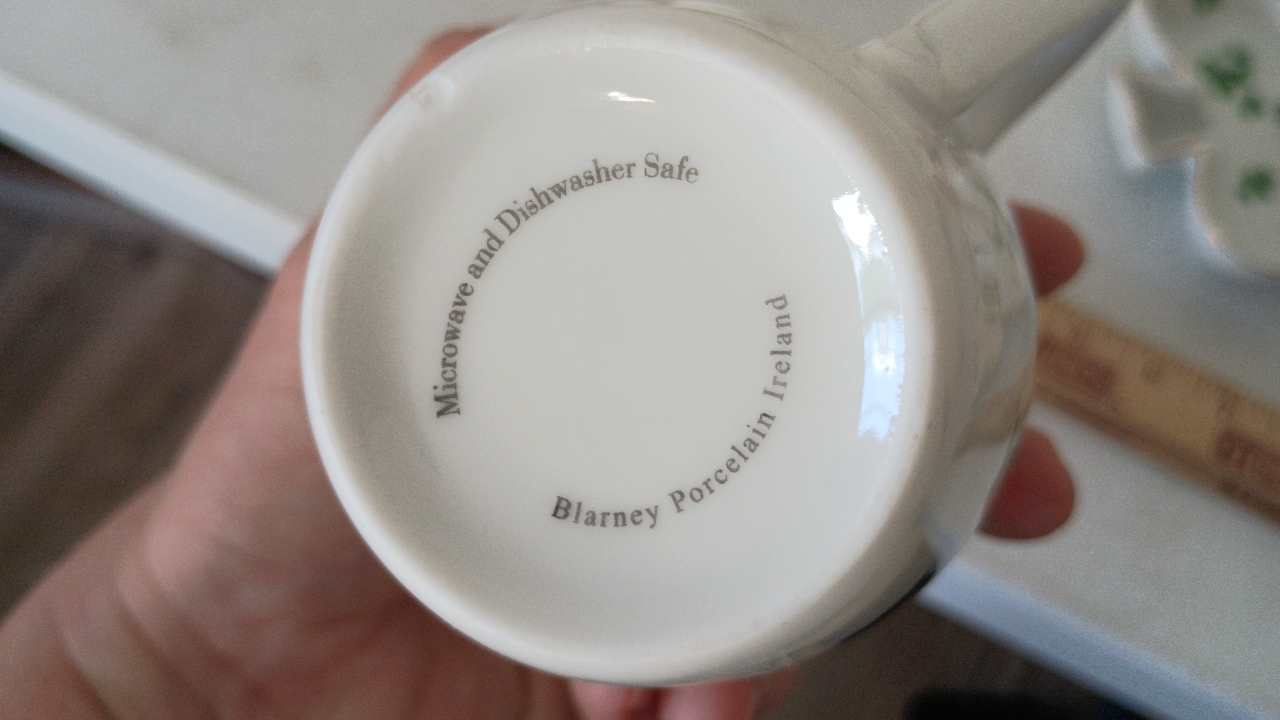 Microwave and Dishwasher Safe
Blarney Porcelain Ireland